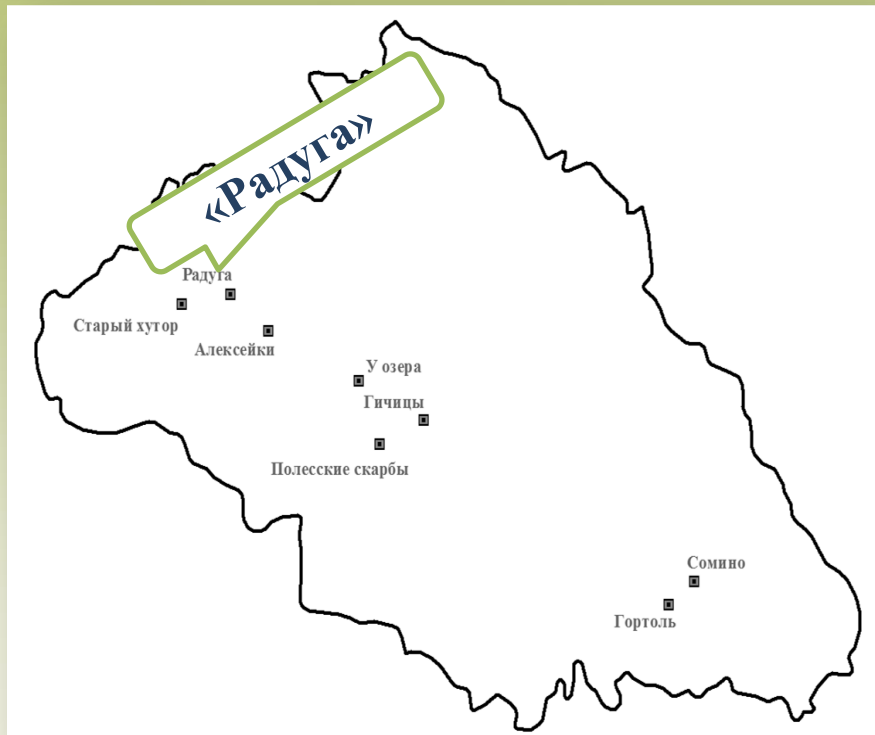 «Радуга»
Радуга
Старый хутор
Алексейки
У озера
Гичицы
Полесские скарбы
Сомино
Гортоль